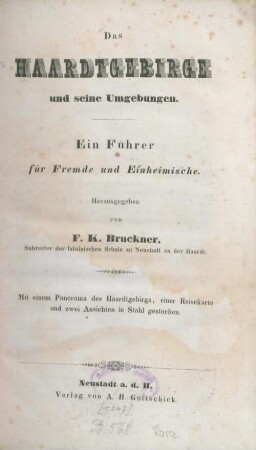 Das
HAARDTGEBIRGE
und seine Umgebungen.
Ein Führer
für Fremde und Einheimische.
Herausgegeben
von
F. K. Bruckner,
Subrector der lateinischen Schule zu Neustadt an der Haardt.
Mit einem Panorama des Haardtgebirgs, einer Reisekarte
und zwei Ansichten in Stahl gestochen.
Neustadt a. d. H.
Verlag von A. H. Gottschick.